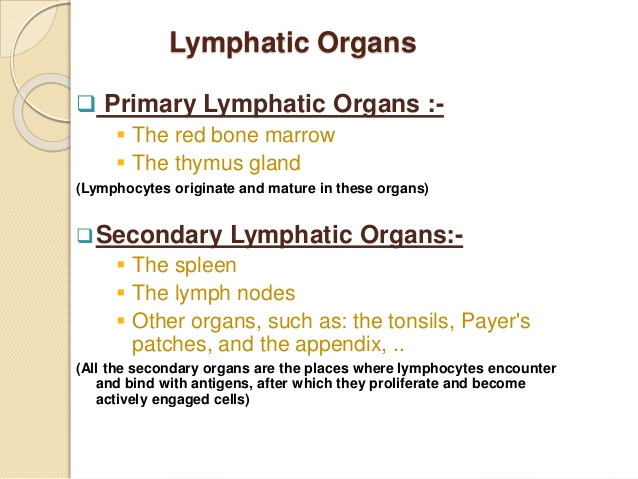 Lymphatic Organs
Primary Lymphatic Organs :-
The red bone marrow
The thymus gland
(Lymphocytes originate and mature in these organs)
Secondary Lymphatic Organs:-
The spleen
The lymph nodes
Other organs, such as: the tonsils, Payer's
patches, and the appendix, ..
(All the secondary organs are the places where lymphocytes encounter
and bind with antigens, after which they proliferate and become
actively engaged cells)